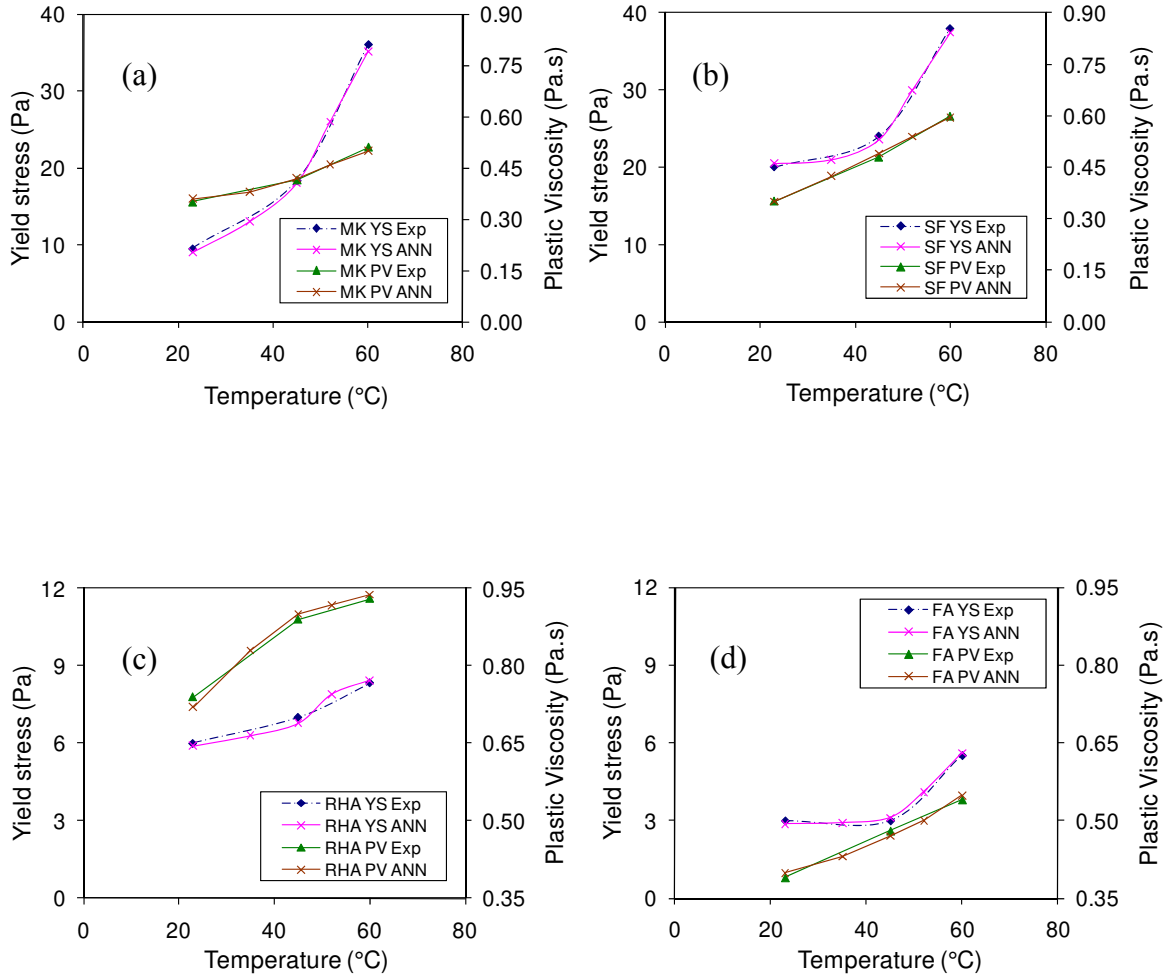 (a)
Yield stress (Pa)
40
30
20
10
0
0.90
0.75
0.60
0.45
0.30
0.15
0.00
Plastic Viscosity (Pa.s)
MK YS Exp
MK YS ANN
MK PV Exp
MK PV ANN
0 20 40 60 80
Temperature (°C)
(b)
Yield stress (Pa)
40
30
20
10
0
0.90
0.75
0.60
0.45
0.30
0.15
0.00
Plastic Viscosity (Pa.s)
SF YS Exp
SF YS ANN
SF PV Exp
SF PV ANN
0 20 40 60 80
Temperature (°C)
(c)
Yield stress (Pa)
12
9
6
3
0
0.95
0.80
0.65
0.50
0.35
Plastic Viscosity (Pa.s)
RHA YS Exp
RHA YS ANN
RHA PV Exp
RHA PV ANN
0 20 40 60 80
Temperature (°C)
(d)
Yield stress (Pa)
12
9
6
3
0
0.95
0.80
0.65
0.50
0.35
Plastic Viscosity (Pa.s)
FA YS Exp
FA YS ANN
FA PV Exp
FA PV ANN
0 20 40 60 80
Temperature (°C)